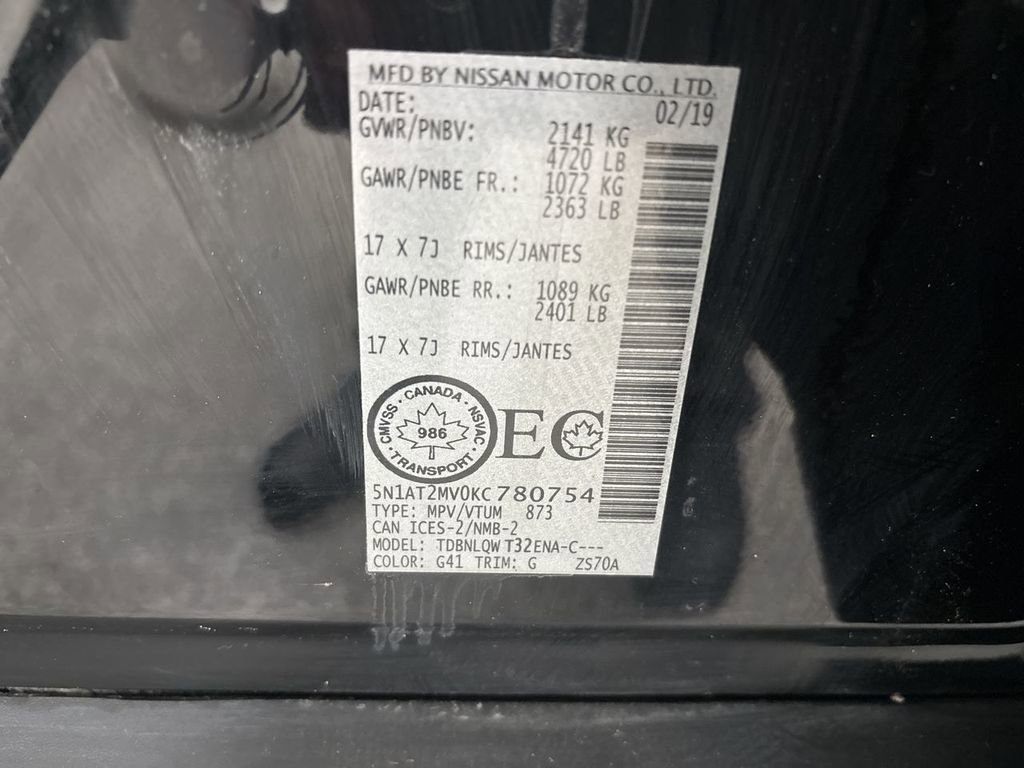 MFD BY NISSAN MOTOR CO., LTD.
DATE: 02/19
GVWR/PNBV: 2141 KG
4720 LB
GAWR/PNBE FR.: 1072 KG
2363 LB
17 X 7J RIMS/JANTES
GAWR/PNBE RR.: 1089 KG
2401 LB
17 X 7J RIMS/JANTES
CMVSS · CANADA · NSVAC · TRANSPORT ·
986
EC
5N1AT2MV0KC780754
TYPE: MPV/VTUM 873
CAN ICES-2/NMB-2
MODEL: TDBNLQW T32ENA-C---
COLOR: G41 TRIM: G ZS70A